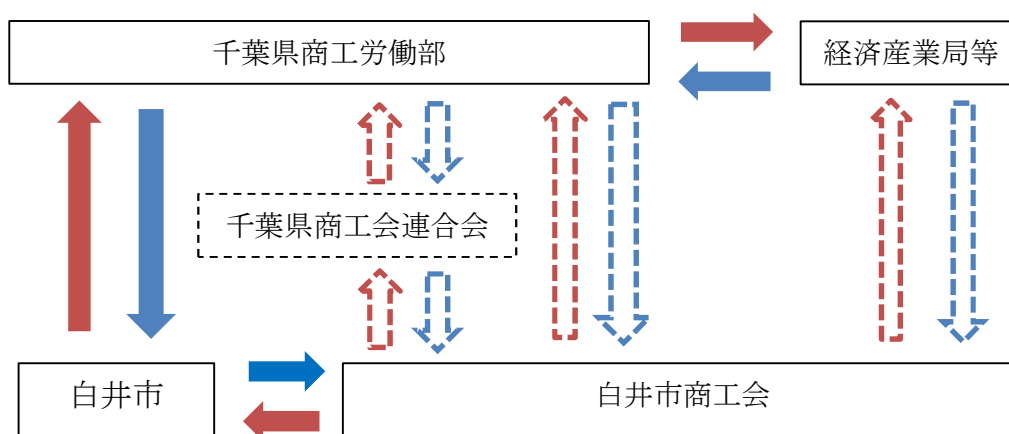 千葉県商工労働部
経済産業局等
千葉県商工会連合会
白井市
白井市商工会